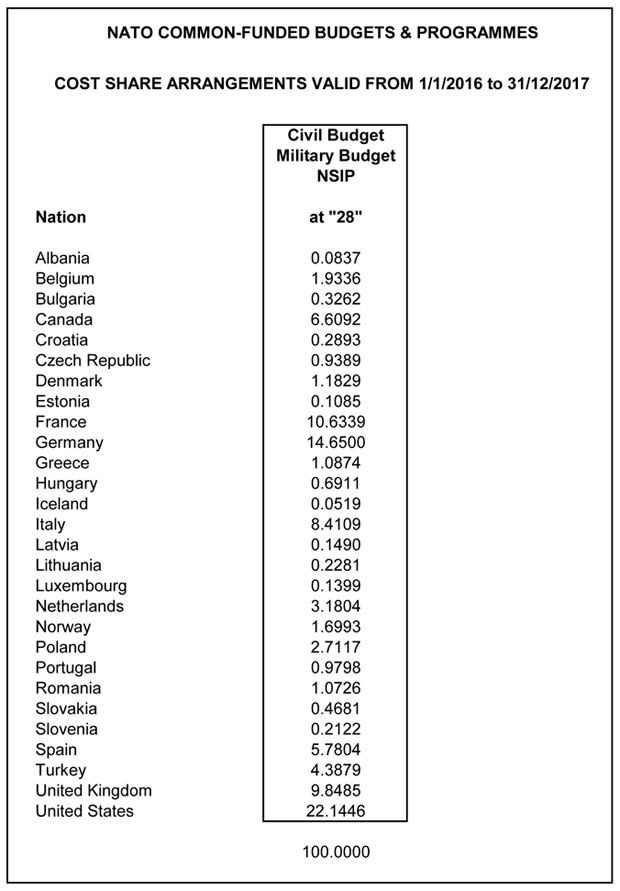 NATO COMMON-FUNDED BUDGETS & PROGRAMMES
COST SHARE ARRANGEMENTS VALID FROM 1/1/2016 to 31/12/2017
Civil Budget
Military Budget
NSIP
Nation at "28"
Albania 0.0837
Belgium 1.9336
Bulgaria 0.3262
Canada 6.6092
Croatia 0.2893
Czech Republic 0.9389
Denmark 1.1829
Estonia 0.1085
France 10.6339
Germany 14.6500
Greece 1.0874
Hungary 0.6911
Iceland 0.0519
Italy 8.4109
Latvia 0.1490
Lithuania 0.2281
Luxembourg 0.1399
Netherlands 3.1804
Norway 1.6993
Poland 2.7117
Portugal 0.9798
Romania 1.0726
Slovakia 0.4681
Slovenia 0.2122
Spain 5.7804
Turkey 4.3879
United Kingdom 9.8485
United States 22.1446
100.0000